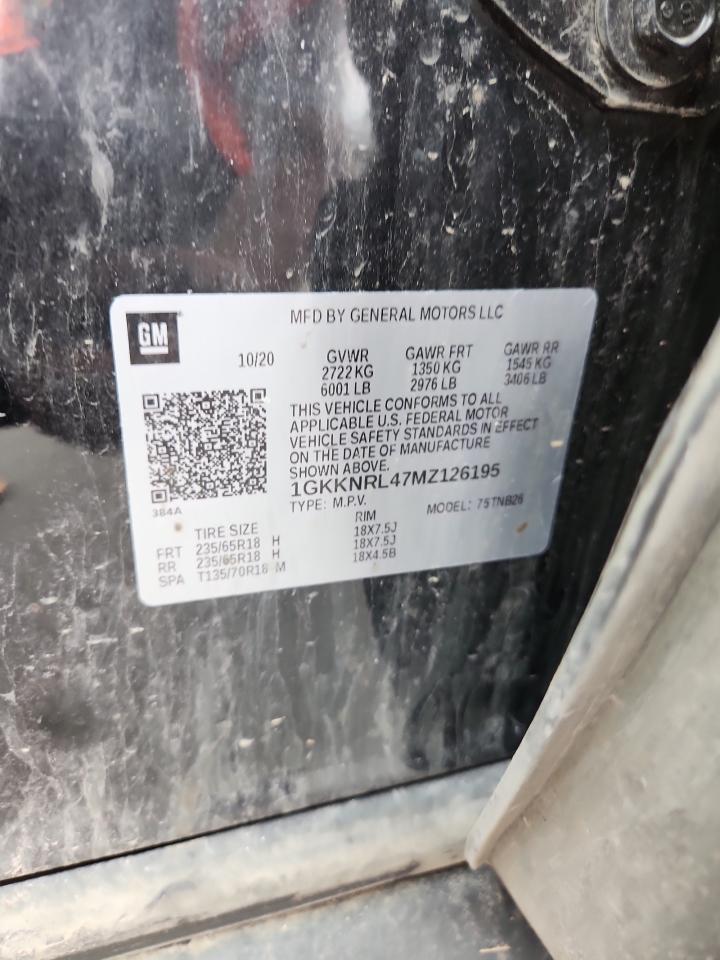 GM
MFD BY GENERAL MOTORS LLC
10/20 GVWR GAWR FRT GAWR RR
2722 KG 1350 KG 1545 KG
6001 LB 2976 LB 3406 LB
THIS VEHICLE CONFORMS TO ALL
APPLICABLE U.S. FEDERAL MOTOR
VEHICLE SAFETY STANDARDS IN EFFECT
ON THE DATE OF MANUFACTURE
SHOWN ABOVE.
1GKKNRL47MZ126195
TYPE: M.P.V. MODEL: 75TNB26
384A
TIRE SIZE RIM
FRT 235/65R18 H 18X7.5J
RR 235/65R18 H 18X7.5J
SPA T135/70R18 M 18X4.5B